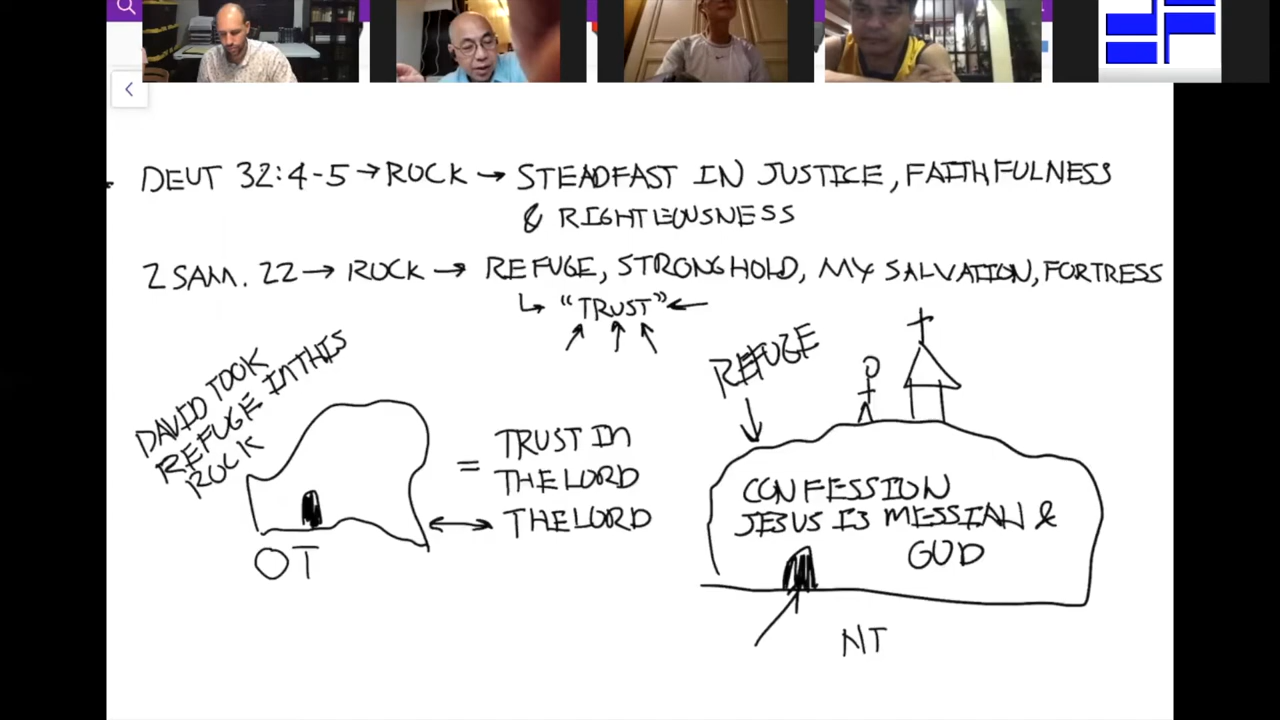 DEUT 32:4-5 → ROCK → STEADFAST IN JUSTICE, FAITHFULNESS
& RIGHTEOUSNESS
2 SAM. 22 → ROCK → REFUGE, STRONGHOLD, MY SALVATION, FORTRESS
↳ "TRUST" ←
DAVID TOOK
REFUGE IN THIS
ROCK
= TRUST IN
THE LORD
↔ THE LORD
OT
REFUGE
CONFESSION
JESUS IS MESSIAH &
GOD
NT